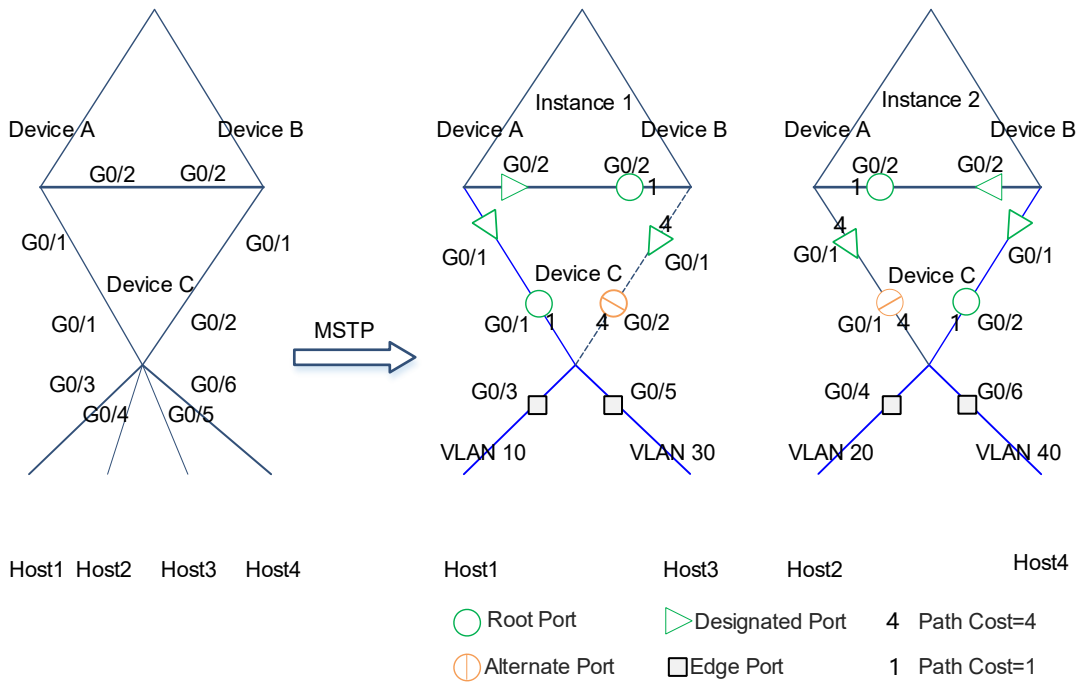 Device A
Device B
G0/2
G0/2
G0/1
G0/1
Device C
G0/1
G0/2
G0/3
G0/6
G0/4
G0/5
Host1
Host2
Host3
Host4
MSTP
Instance 1
Device A
Device B
G0/2
G0/2
1
4
G0/1
G0/1
Device C
G0/1
1
4
G0/2
G0/3
G0/5
VLAN 10
VLAN 30
Host1
Host3
Instance 2
Device A
Device B
G0/2
G0/2
1
4
G0/1
G0/1
Device C
G0/1
4
1
G0/2
G0/4
G0/6
VLAN 20
VLAN 40
Host2
Host4
Root Port
Designated Port
4 Path Cost=4
Alternate Port
Edge Port
1 Path Cost=1